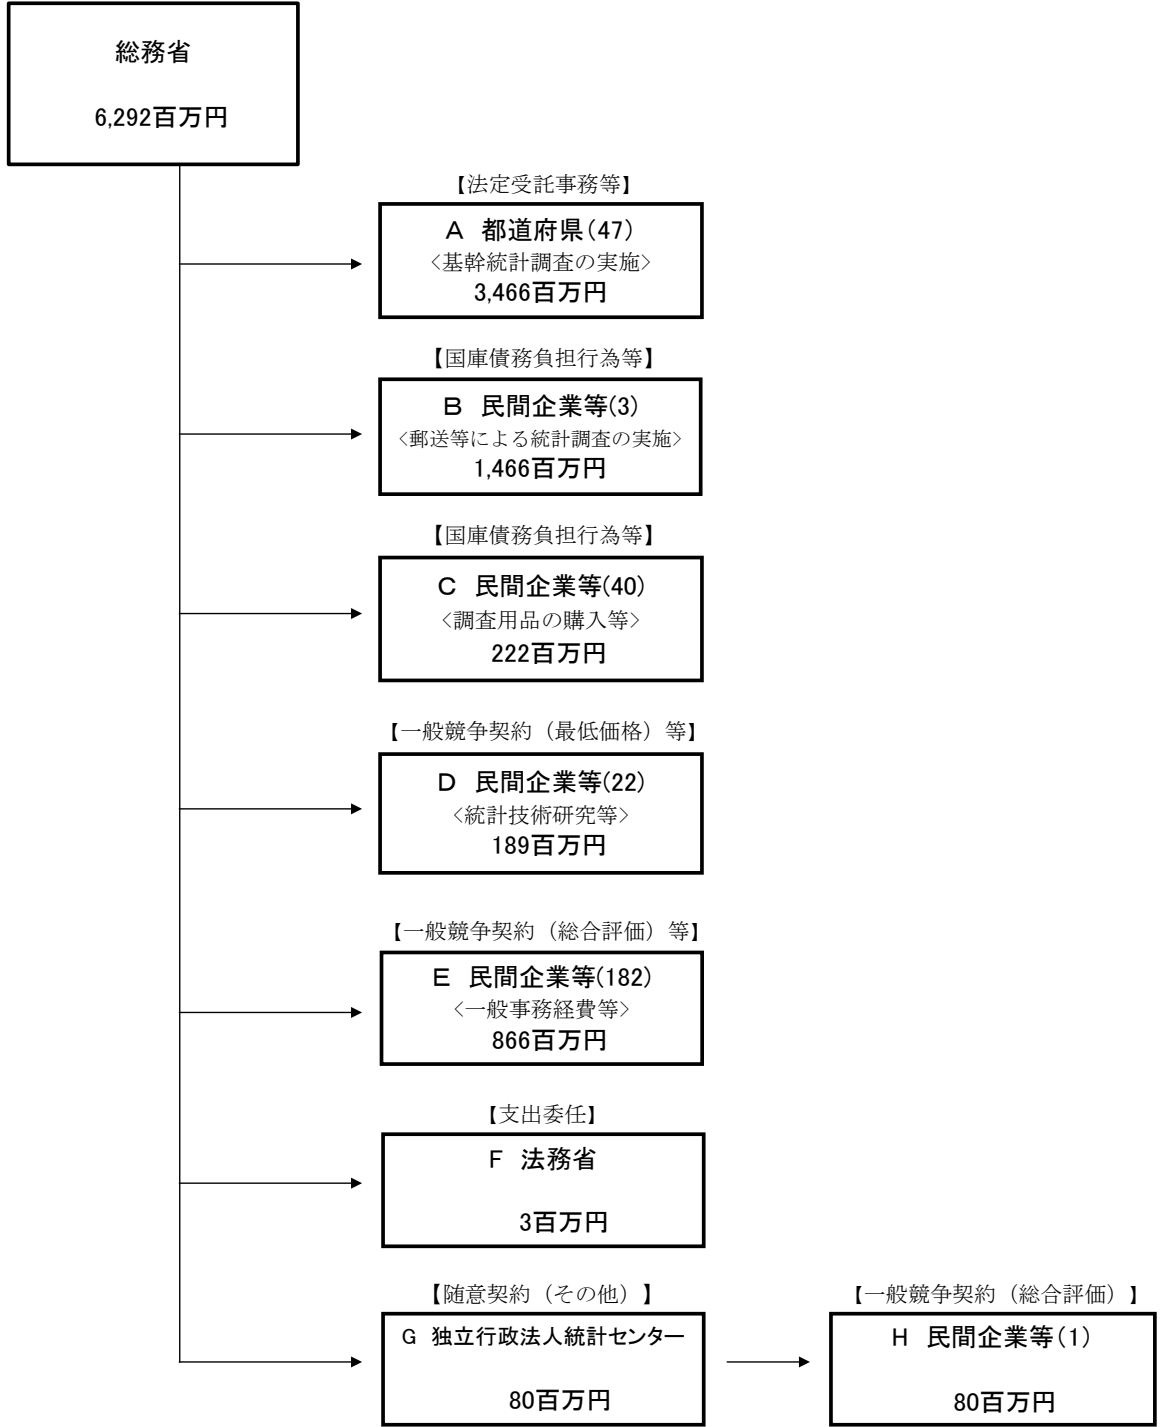 総務省
6,292百万円
【法定受託事務等】
A 都道府県(47)
<基幹統計調査の実施>
3,466百万円
【国庫債務負担行為等】
B 民間企業等(3)
<郵送等による統計調査の実施>
1,466百万円
【国庫債務負担行為等】
C 民間企業等(40)
<調査用品の購入等>
222百万円
【一般競争契約（最低価格）等】
D 民間企業等(22)
<統計技術研究等>
189百万円
【一般競争契約（総合評価）等】
E 民間企業等(182)
<一般事務経費等>
866百万円
【支出委任】
F 法務省
3百万円
【随意契約（その他）】
G 独立行政法人統計センター
80百万円
【一般競争契約（総合評価）】
H 民間企業等(1)
80百万円